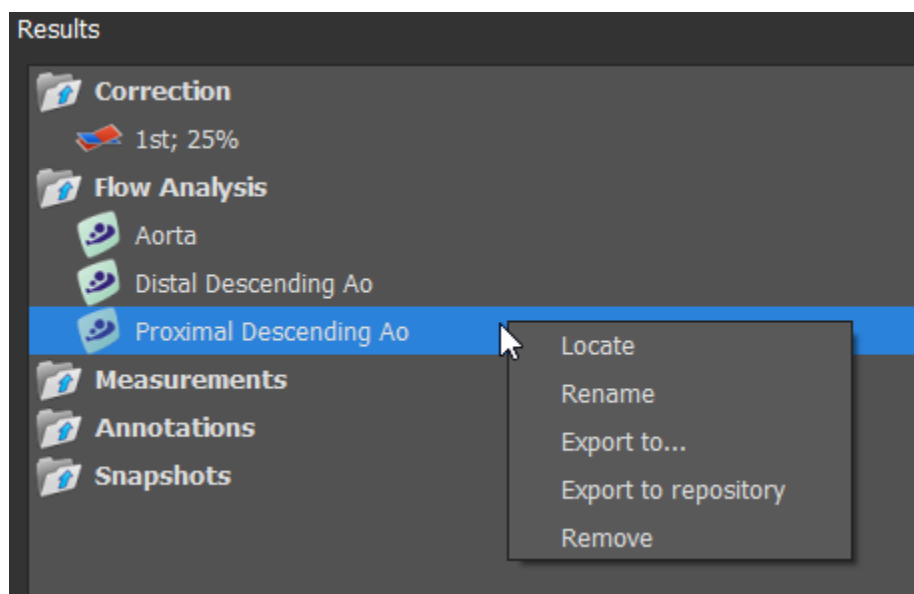 Results
Correction
1st; 25%
Flow Analysis
Aorta
Distal Descending Ao
Proximal Descending Ao
Locate
Rename
Export to...
Export to repository
Remove
Measurements
Annotations
Snapshots